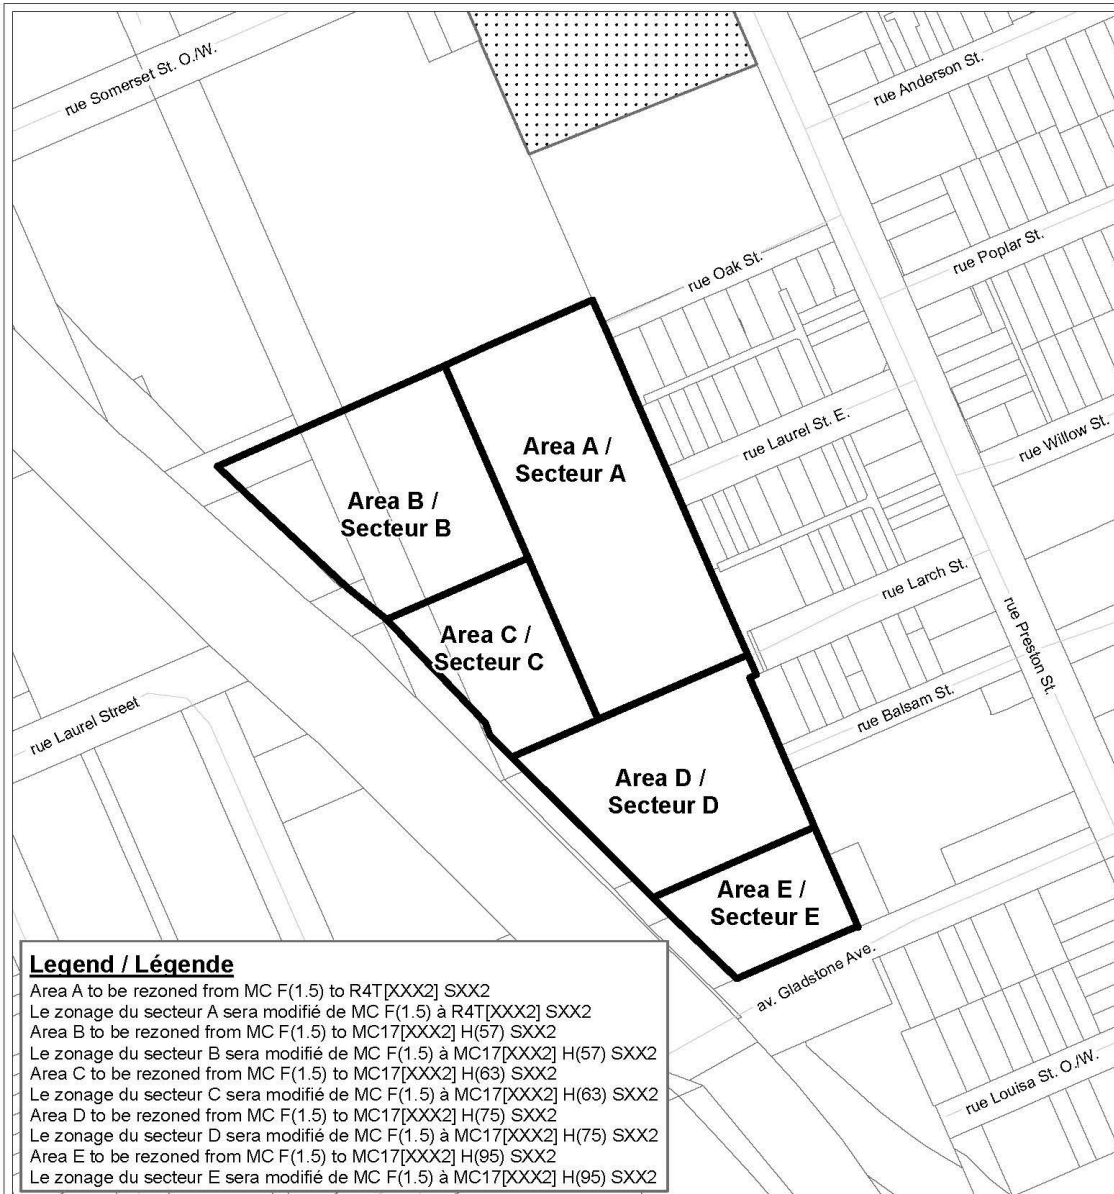 rue Somerset St. O./W.
rue Anderson St.
rue Poplar St.
rue Oak St.
rue Willow St.
rue Laurel St. E.
Area A /
Secteur A
Area B /
Secteur B
rue Larch St.
rue Preston St.
Area C /
Secteur C
rue Balsam St.
rue Laurel Street
Area D /
Secteur D
Area E /
Secteur E
av. Gladstone Ave.
rue Louisa St. O./W.
Legend / Légende
Area A to be rezoned from MC F(1.5) to R4T[XXX2] SXX2
Le zonage du secteur A sera modifié de MC F(1.5) à R4T[XXX2] SXX2
Area B to be rezoned from MC F(1.5) to MC17[XXX2] H(57) SXX2
Le zonage du secteur B sera modifié de MC F(1.5) à MC17[XXX2] H(57) SXX2
Area C to be rezoned from MC F(1.5) to MC17[XXX2] H(63) SXX2
Le zonage du secteur C sera modifié de MC F(1.5) à MC17[XXX2] H(63) SXX2
Area D to be rezoned from MC F(1.5) to MC17[XXX2] H(75) SXX2
Le zonage du secteur D sera modifié de MC F(1.5) à MC17[XXX2] H(75) SXX2
Area E to be rezoned from MC F(1.5) to MC17[XXX2] H(95) SXX2
Le zonage du secteur E sera modifié de MC F(1.5) à MC17[XXX2] H(95) SXX2